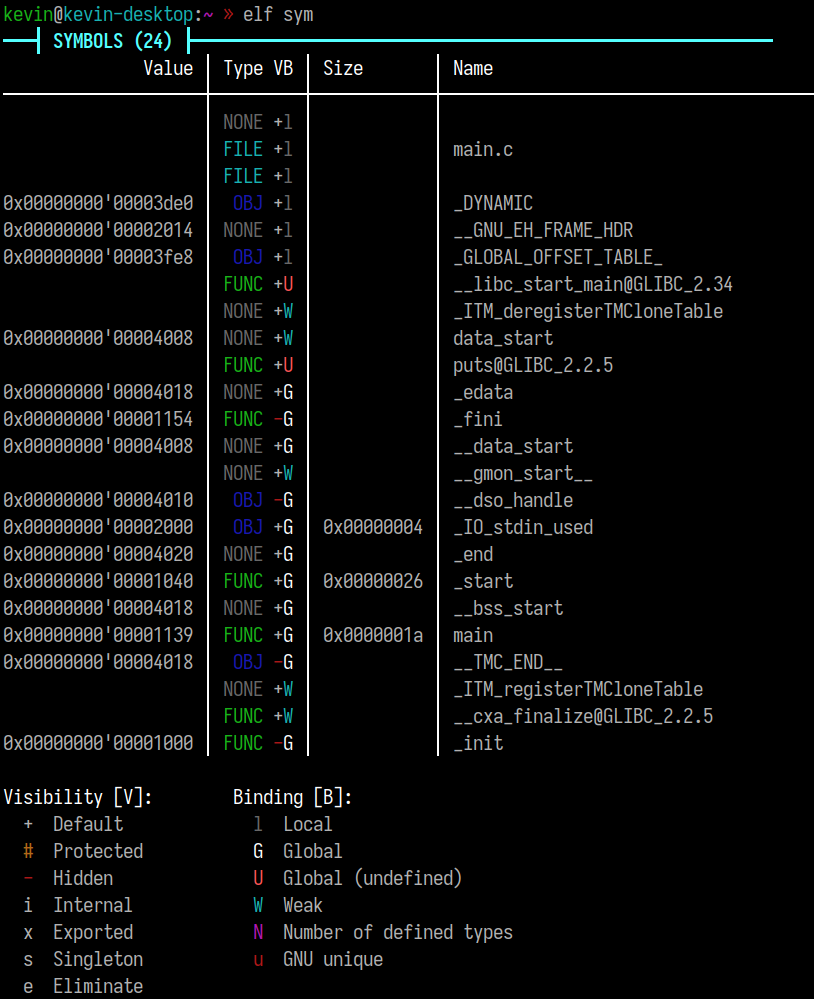 kevin@kevin-desktop:~ » elf sym
SYMBOLS (24)
Value Type VB Size Name
NONE +l
FILE +l main.c
FILE +l
0x00000000'00003de0 OBJ +l _DYNAMIC
0x00000000'00002014 NONE +l __GNU_EH_FRAME_HDR
0x00000000'00003fe8 OBJ +l _GLOBAL_OFFSET_TABLE_
FUNC +U __libc_start_main@GLIBC_2.34
NONE +W _ITM_deregisterTMCloneTable
0x00000000'00004008 NONE +W data_start
FUNC +U puts@GLIBC_2.2.5
0x00000000'00004018 NONE +G _edata
0x00000000'00001154 FUNC -G _fini
0x00000000'00004008 NONE +G __data_start
NONE +W __gmon_start__
0x00000000'00004010 OBJ -G __dso_handle
0x00000000'00002000 OBJ +G 0x00000004 _IO_stdin_used
0x00000000'00004020 NONE +G _end
0x00000000'00001040 FUNC +G 0x00000026 _start
0x00000000'00004018 NONE +G __bss_start
0x00000000'00001139 FUNC +G 0x0000001a main
0x00000000'00004018 OBJ -G __TMC_END__
NONE +W _ITM_registerTMCloneTable
FUNC +W __cxa_finalize@GLIBC_2.2.5
0x00000000'00001000 FUNC -G _init
Visibility [V]: Binding [B]:
+ Default l Local
# Protected G Global
- Hidden U Global (undefined)
i Internal W Weak
x Exported N Number of defined types
s Singleton u GNU unique
e Eliminate